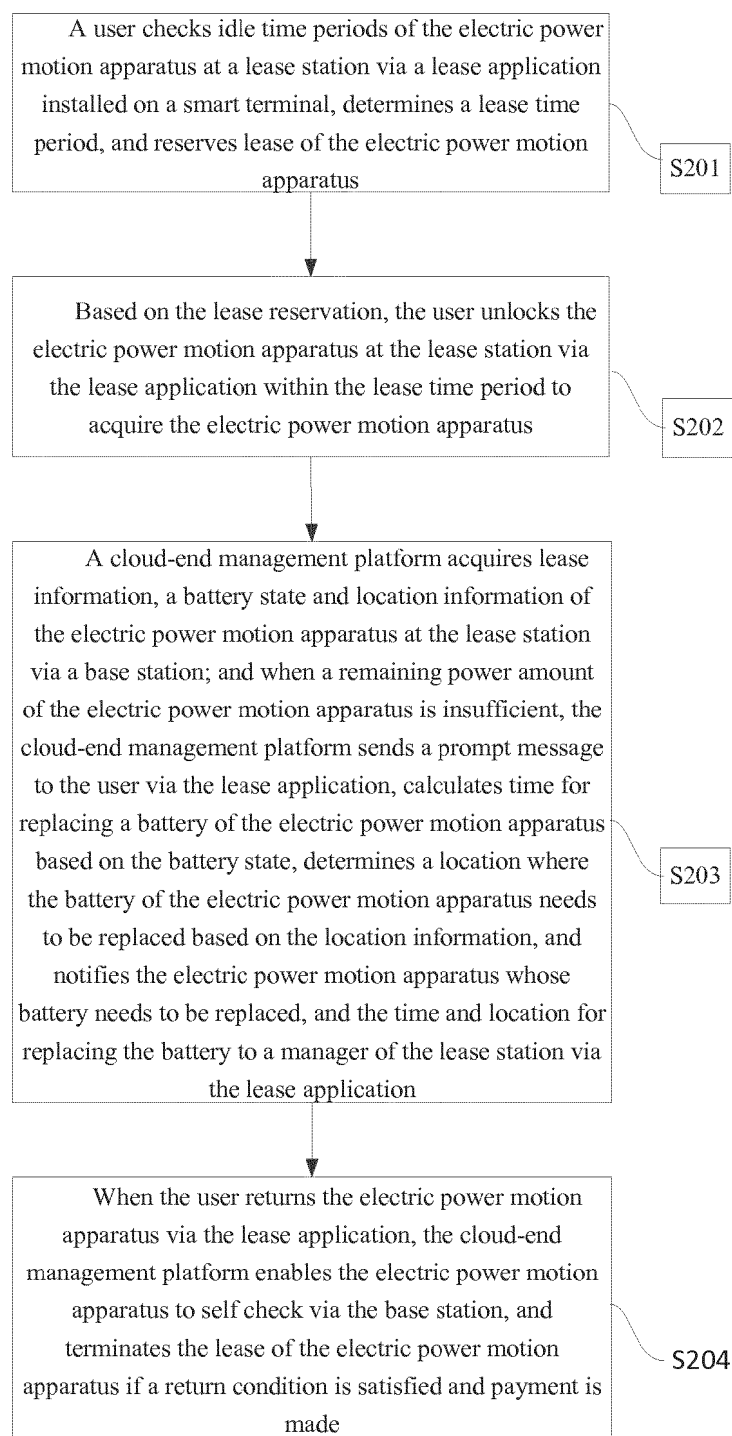 A user checks idle time periods of the electric power
motion apparatus at a lease station via a lease application
installed on a smart terminal, determines a lease time
period, and reserves lease of the electric power motion
apparatus
S201
Based on the lease reservation, the user unlocks the
electric power motion apparatus at the lease station via
the lease application within the lease time period to
acquire the electric power motion apparatus
S202
A cloud-end management platform acquires lease
information, a battery state and location information of
the electric power motion apparatus at the lease station
via a base station; and when a remaining power amount
of the electric power motion apparatus is insufficient, the
cloud-end management platform sends a prompt message
to the user via the lease application, calculates time for
replacing a battery of the electric power motion apparatus
based on the battery state, determines a location where
the battery of the electric power motion apparatus needs
to be replaced based on the location information, and
notifies the electric power motion apparatus whose
battery needs to be replaced, and the time and location for
replacing the battery to a manager of the lease station via
the lease application
S203
When the user returns the electric power motion
apparatus via the lease application, the cloud-end
management platform enables the electric power motion
apparatus to self check via the base station, and
terminates the lease of the electric power motion
apparatus if a return condition is satisfied and payment is
made
S204